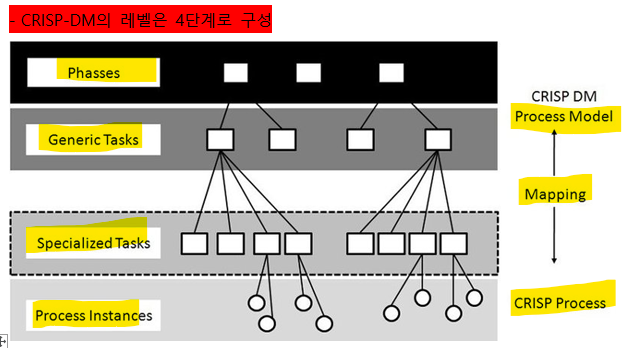 - CRISP-DM의 레벨은 4단계로 구성
Phasses
Generic Tasks
Specialized Tasks
Process Instances
CRISP DM
Process Model
Mapping
CRISP Process